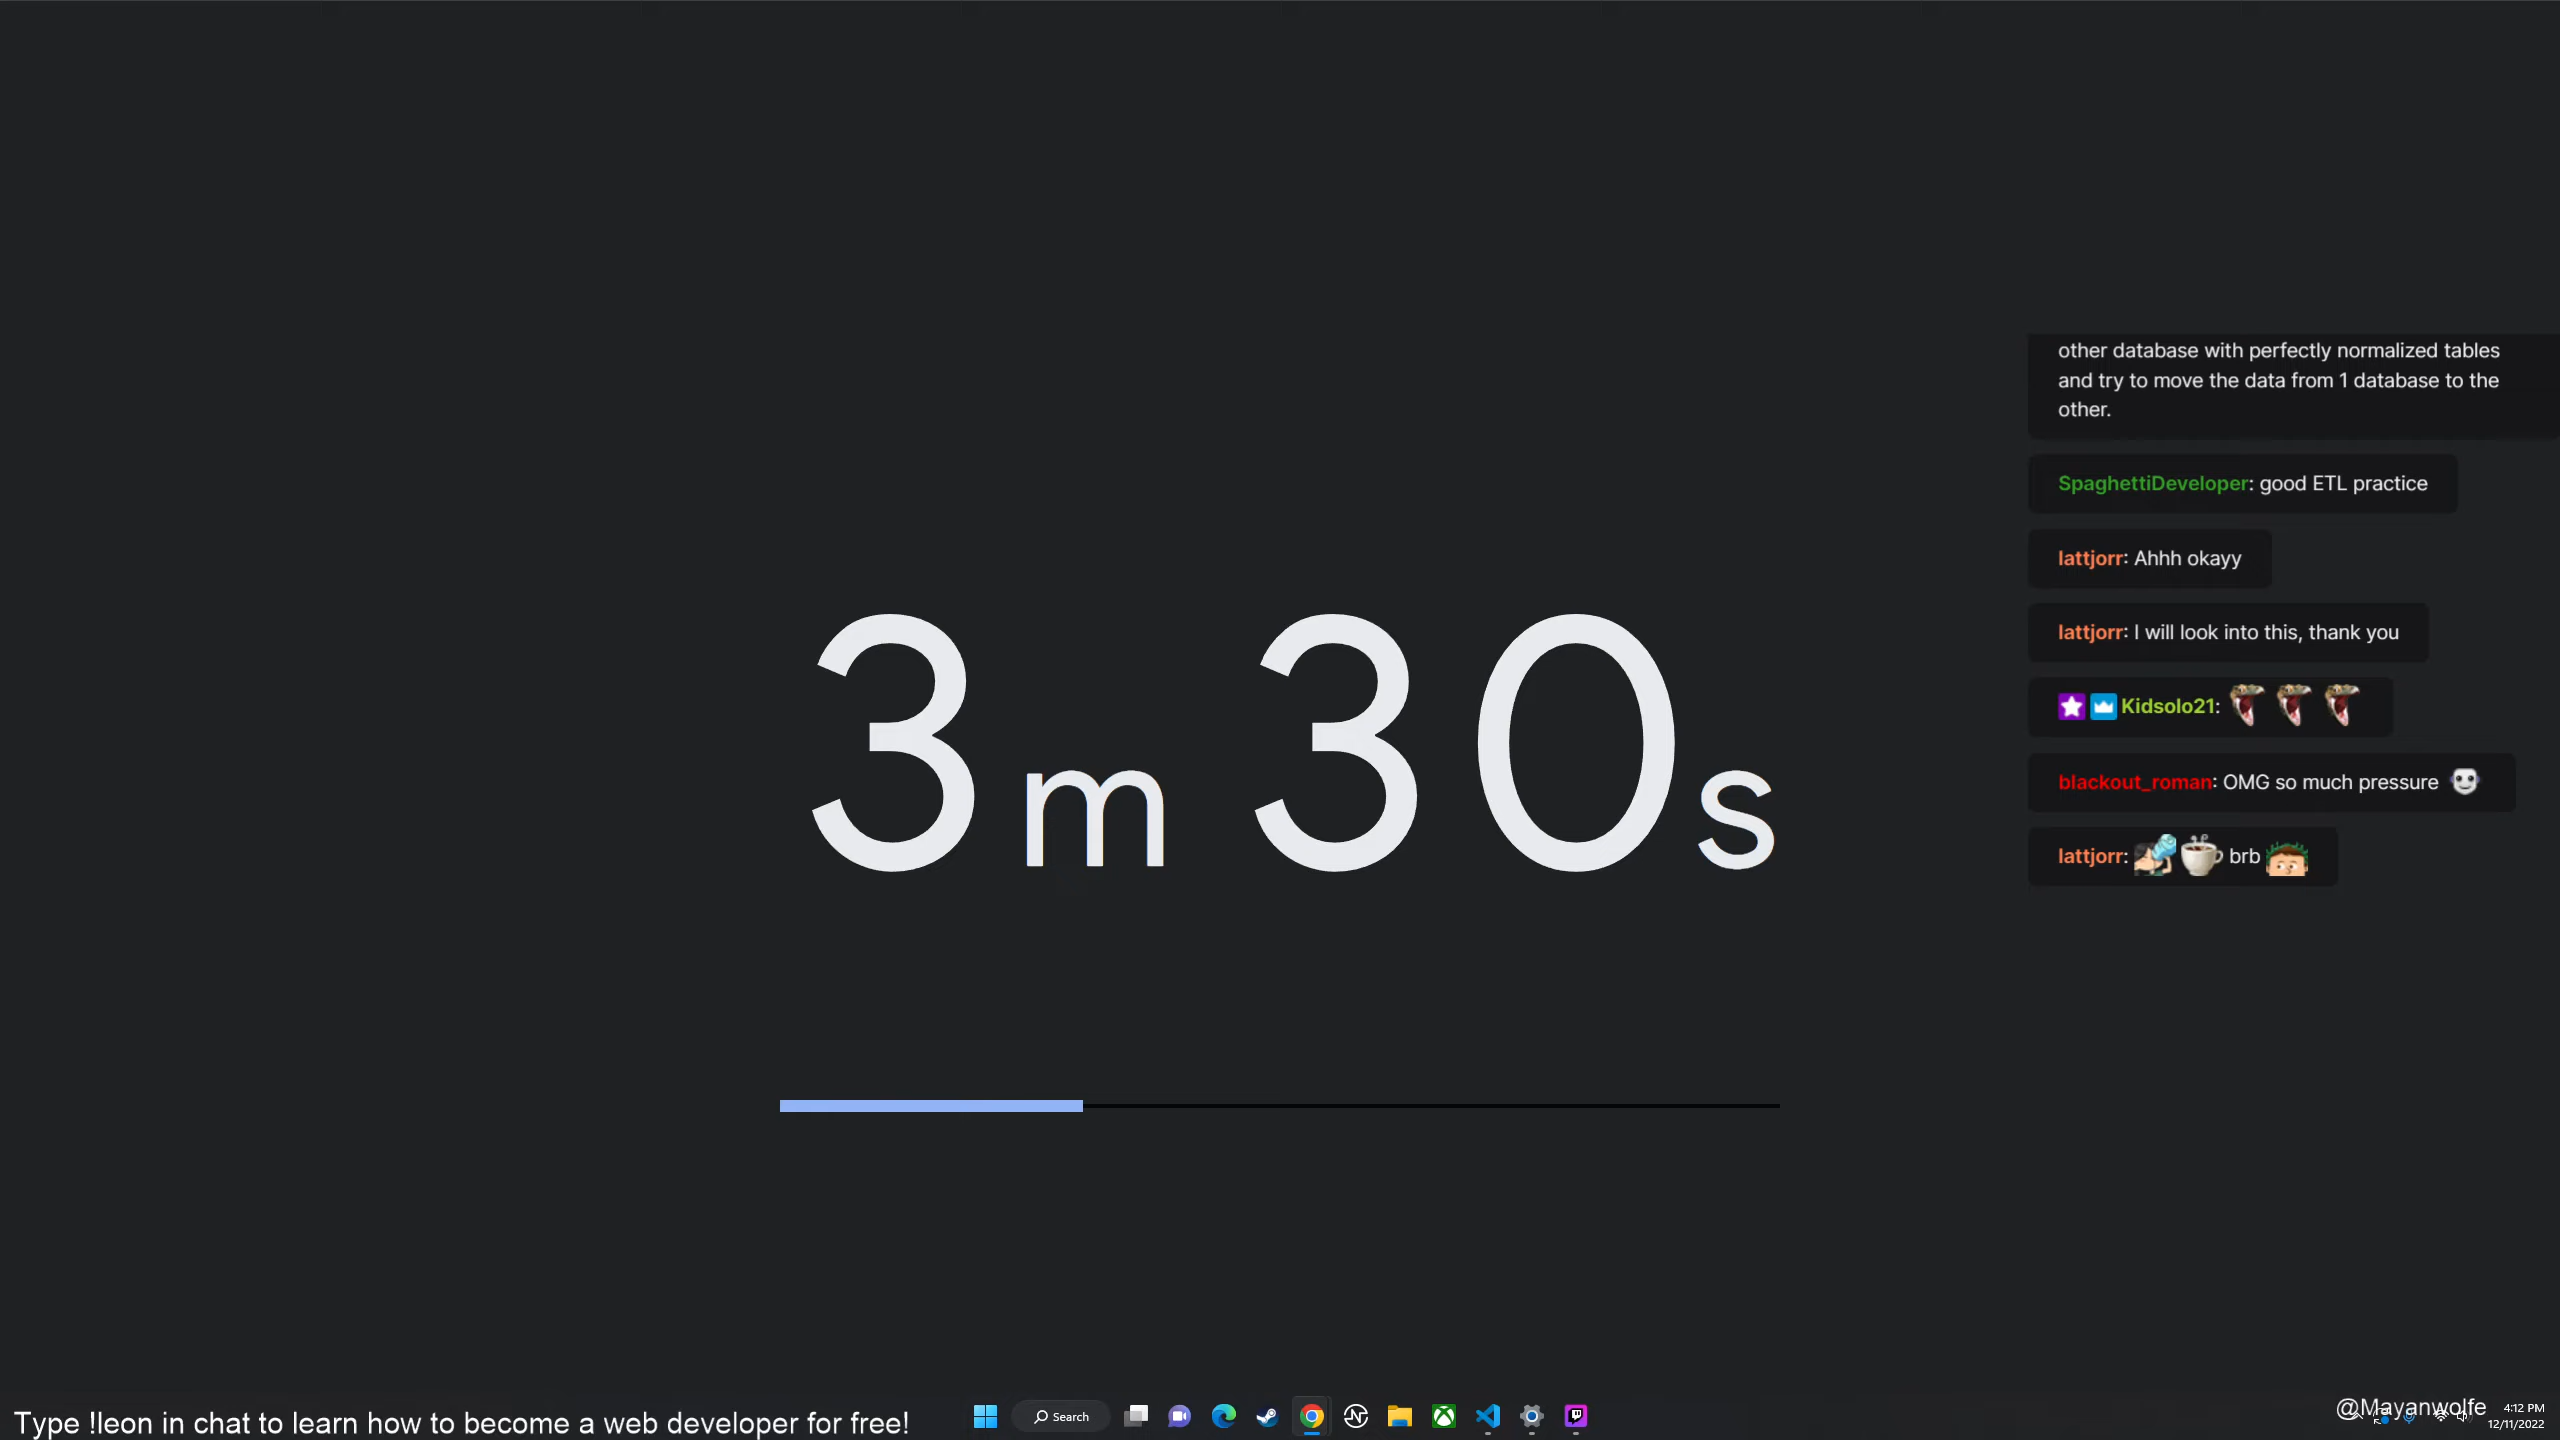 other database with perfectly normalized tables
and try to move the data from 1 database to the
other.
SpaghettiDeveloper: good ETL practice
lattjorr: Ahhh okayy
lattjorr: I will look into this, thank you
Kidsolo21:
blackout_roman: OMG so much pressure
lattjorr: brb
3m 30s
Type !leon in chat to learn how to become a web developer for free!
Search
@Mayanwolfe
4:12 PM
12/11/2022